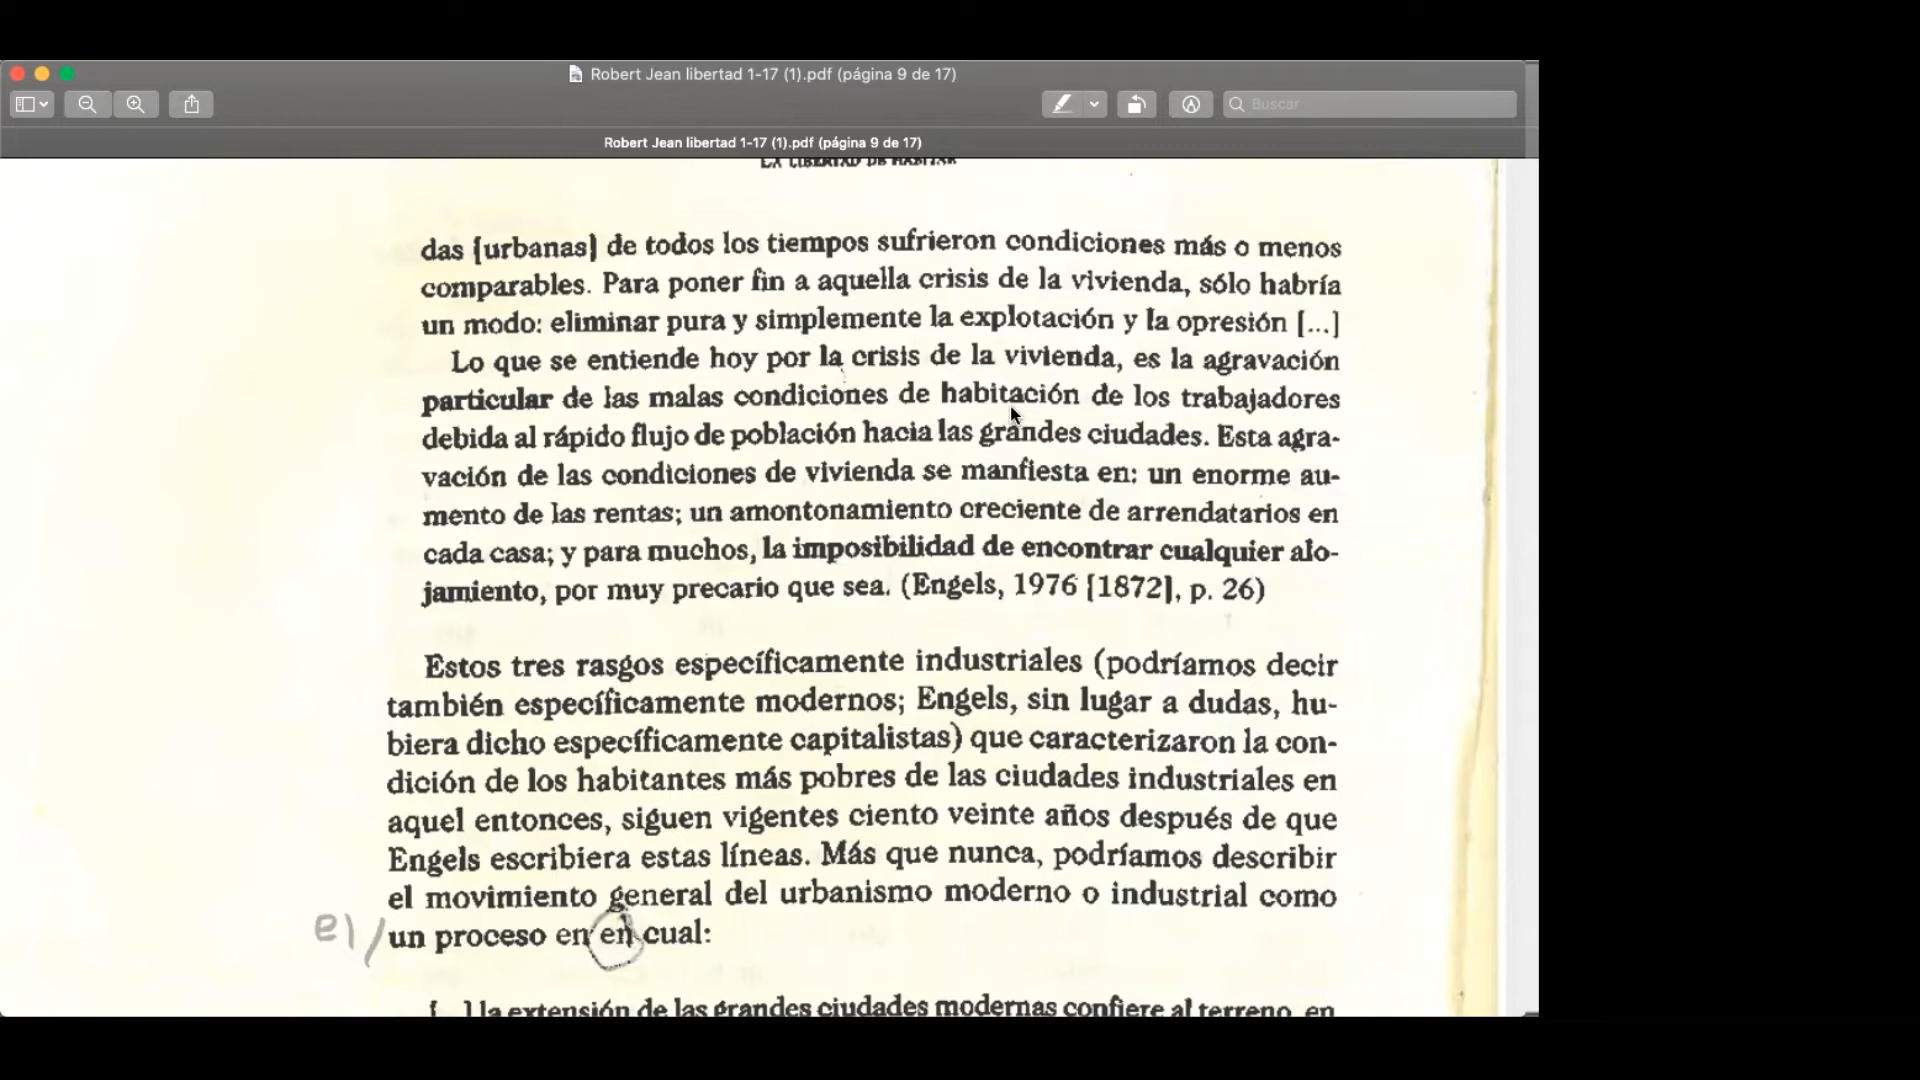 Robert Jean libertad 1-17 (1).pdf (página 9 de 17)
Buscar
Robert Jean libertad 1-17 (1).pdf (página 9 de 17)
LA LIBERTAD DE HABITAR
das [urbanas] de todos los tiempos sufrieron condiciones más o menos
comparables. Para poner fin a aquella crisis de la vivienda, sólo habría
un modo: eliminar pura y simplemente la explotación y la opresión [...]
Lo que se entiende hoy por la crisis de la vivienda, es la agravación
particular de las malas condiciones de habitación de los trabajadores
debida al rápido flujo de población hacia las grandes ciudades. Esta agra-
vación de las condiciones de vivienda se manfiesta en: un enorme au-
mento de las rentas; un amontonamiento creciente de arrendatarios en
cada casa; y para muchos, la imposibilidad de encontrar cualquier alo-
jamiento, por muy precario que sea. (Engels, 1976 [1872], p. 26)
Estos tres rasgos específicamente industriales (podríamos decir
también específicamente modernos; Engels, sin lugar a dudas, hu-
biera dicho específicamente capitalistas) que caracterizaron la con-
dición de los habitantes más pobres de las ciudades industriales en
aquel entonces, siguen vigentes ciento veinte años después de que
Engels escribiera estas líneas. Más que nunca, podríamos describir
el movimiento general del urbanismo moderno o industrial como
el/ un proceso en en cual:
[...] la extensión de las grandes ciudades modernas confiere al terreno, en